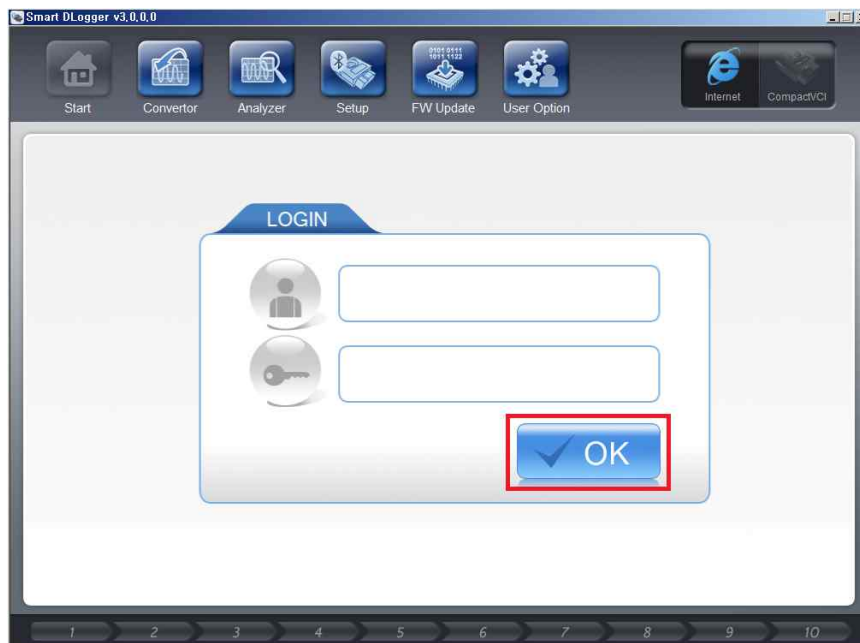 Smart DLogger v3,0,0,0
Start Convertor Analyzer Setup FW Update User Option Internet CompactVCI
0101 0111
1011 1122
LOGIN
OK
1 2 3 4 5 6 7 8 9 10